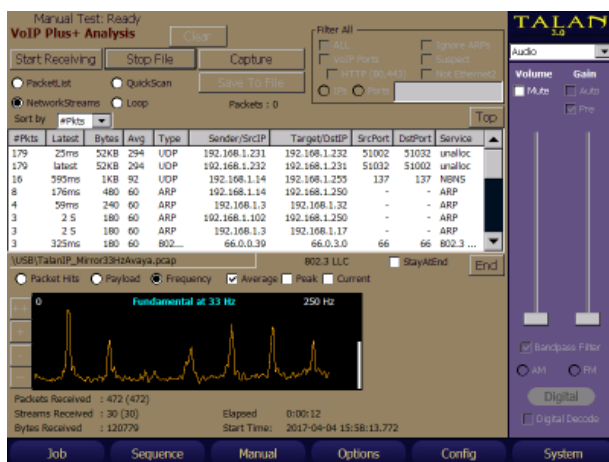 Manual Test: Ready
VoIP Plus+ Analysis
Clear
Start Receiving
Stop File
Capture
PacketList
QuickScan
Save To File
NetworkStreams
Loop
Packets : 0
Sort by
#Pkts
Filter All
ALL
Ignore ARPs
VoIP Ports
Suspect
HTTP (80,443)
Not Ethernet2
IPs
Ports
Top
#Pkts Latest Bytes Avg Type Sender/SrcIP Target/DstIP SrcPort DstPort Service
179 25ms 52KB 294 UDP 192.168.1.231 192.168.1.232 51002 51032 unalloc
179 latest 52KB 294 UDP 192.168.1.232 192.168.1.231 51032 51002 unalloc
16 595ms 1KB 92 UDP 192.168.1.14 192.168.1.255 137 137 NBNS
8 176ms 480 60 ARP 192.168.1.14 192.168.1.250 - - ARP
4 59ms 240 60 ARP 192.168.1.3 192.168.1.32 - - ARP
3 2 S 180 60 ARP 192.168.1.102 192.168.1.250 - - ARP
3 2 S 180 60 ARP 192.168.1.3 192.168.1.17 - - ARP
3 325ms 180 60 802.... 66.0.0.39 66.0.3.0 66 66 802.3 ...
\USB\TalanIP_Mirror33HzAvaya.pcap
802.3 LLC
StayAtEnd
End
Packet Hits
Payload
Frequency
Average
Peak
Current
++
+
-
--
0
Fundamental at 33 Hz
250 Hz
Packets Received : 472 (472)
Streams Received : 30 (30)
Elapsed 0:00:12
Bytes Received : 120779
Start Time: 2017-04-04 15:58:13.772
TALAN
3.0
Audio
Volume
Gain
Mute
Auto
Pre
Bandpass Filter
AM
FM
Digital
Digital Decode
Job
Sequence
Manual
Options
Config
System